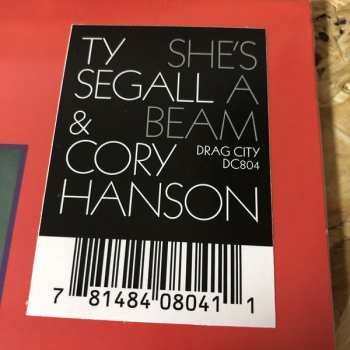 TY SHE'S
SEGALL A
& BEAM
CORY DRAG CITY
DC804
HANSON
7 81484 08041 1